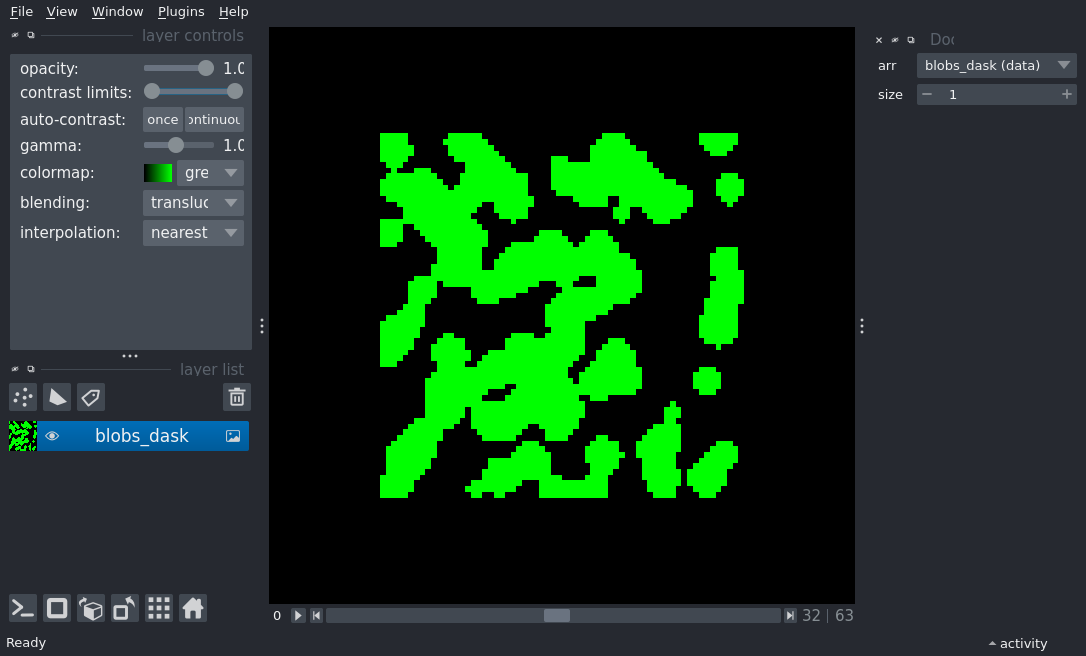 File View Window Plugins Help
layer controls
opacity: 1.0
contrast limits:
auto-contrast: once ontinuou
gamma: 1.0
colormap: gre
blending: transluc
interpolation: nearest
layer list
blobs_dask
0 32 | 63
Ready
Doc
arr blobs_dask (data)
size 1
activity